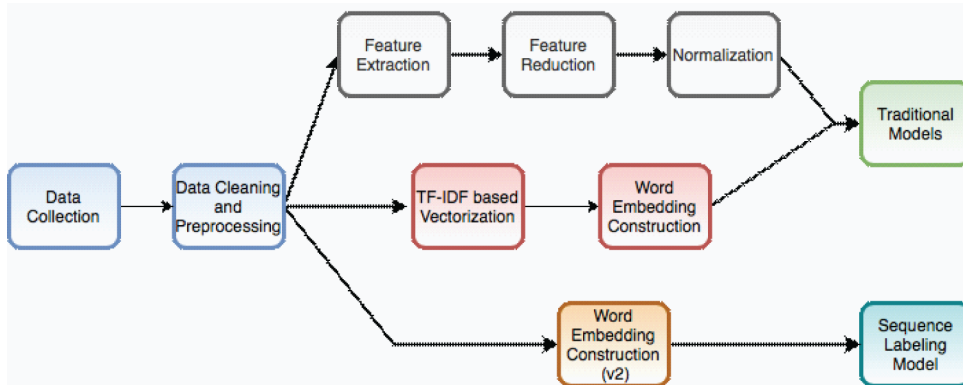 Feature
Extraction
Feature
Reduction
Normalization
Traditional
Models
Data
Collection
Data Cleaning
and
Preprocessing
TF-IDF based
Vectorization
Word
Embedding
Construction
Word
Embedding
Construction
(v2)
Sequence
Labeling
Model